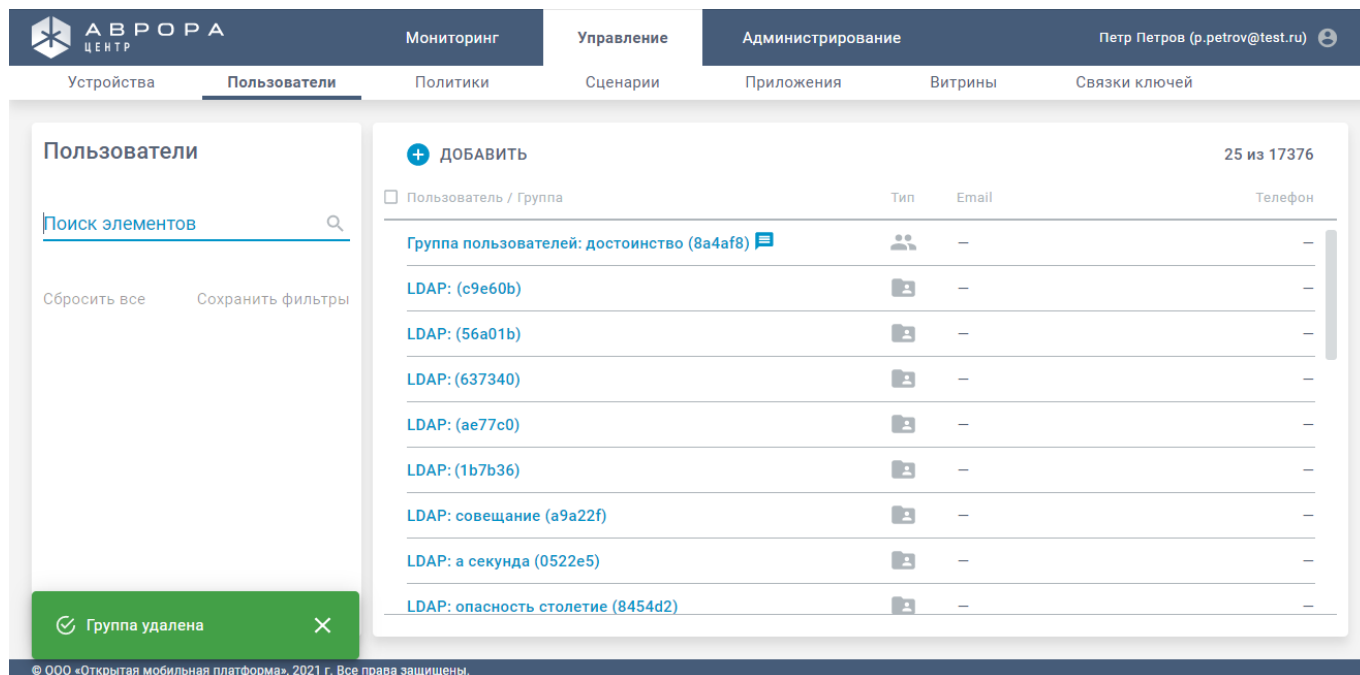 АВРОРА
ЦЕНТР
Мониторинг
Управление
Администрирование
Петр Петров (p.petrov@test.ru)
Устройства
Пользователи
Политики
Сценарии
Приложения
Витрины
Связки ключей
Пользователи
Поиск элементов
Сбросить все
Сохранить фильтры
ДОБАВИТЬ
25 из 17376
Пользователь / Группа
Тип
Email
Телефон
Группа пользователей: достоинство (8a4af8) — —
LDAP: (c9e60b) — —
LDAP: (56a01b) — —
LDAP: (637340) — —
LDAP: (ae77c0) — —
LDAP: (1b7b36) — —
LDAP: совещание (a9a22f) — —
LDAP: а секунда (0522e5) — —
LDAP: опасность столетие (8454d2) — —
Группа удалена
© ООО «Открытая мобильная платформа», 2021 г. Все права защищены.